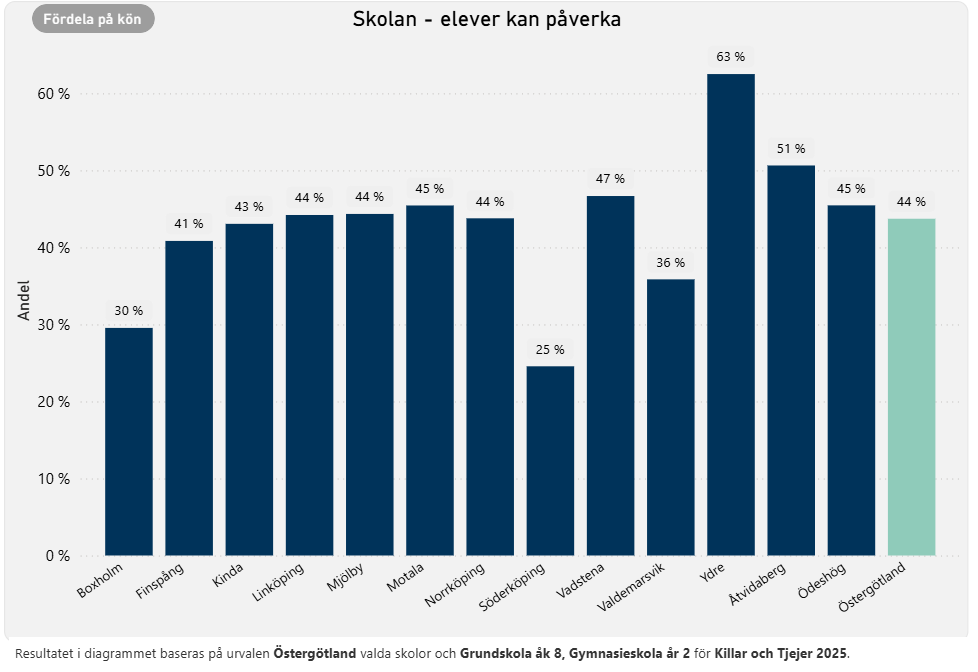 Fördela på kön
Skolan - elever kan påverka
Andel
60 %
50 %
40 %
30 %
20 %
10 %
0 %
30 %
41 %
43 %
44 %
44 %
45 %
44 %
25 %
47 %
36 %
63 %
51 %
45 %
44 %
Boxholm
Finspång
Kinda
Linköping
Mjölby
Motala
Norrköping
Söderköping
Vadstena
Valdemarsvik
Ydre
Åtvidaberg
Ödeshög
Östergötland
Resultatet i diagrammet baseras på urvalen Östergötland valda skolor och Grundskola åk 8, Gymnasieskola år 2 för Killar och Tjejer 2025.